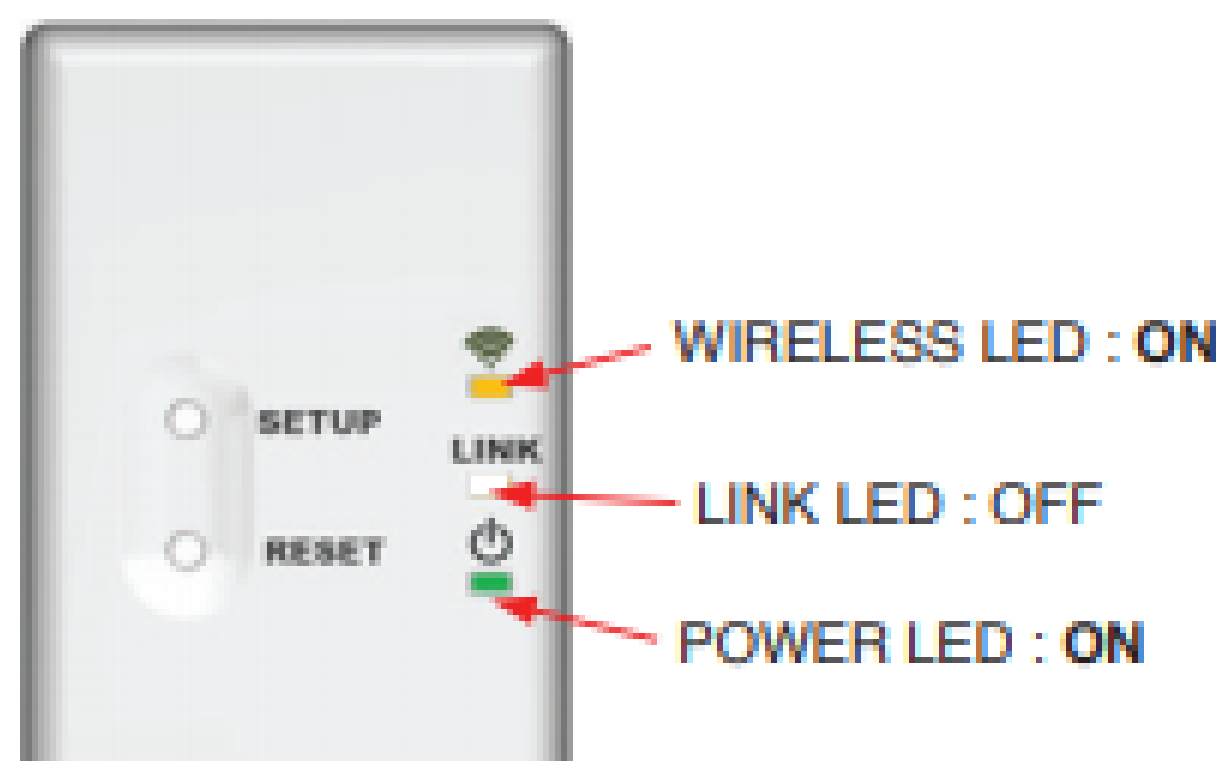 WIRELESS LED : ON
SETUP
LINK
LINK LED : OFF
RESET
POWER LED : ON